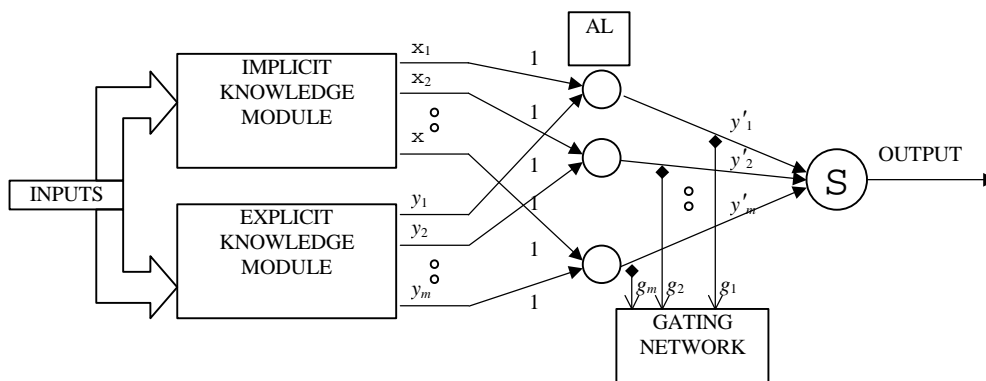 AL
IMPLICIT
KNOWLEDGE
MODULE
x1
x2
x
1
1
1
1
1
1
INPUTS
EXPLICIT
KNOWLEDGE
MODULE
y1
y2
ym
y'1
y'2
y'm
S
OUTPUT
gm
g2
g1
GATING
NETWORK